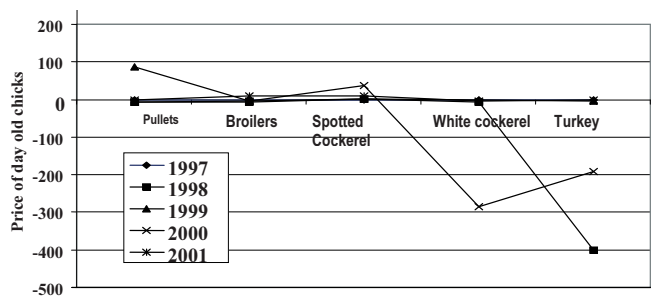 200
100
0
-100
-200
-300
-400
-500
Price of day old chicks
Pullets
Broilers
Spotted
Cockerel
White cockerel
Turkey
1997
1998
1999
2000
2001